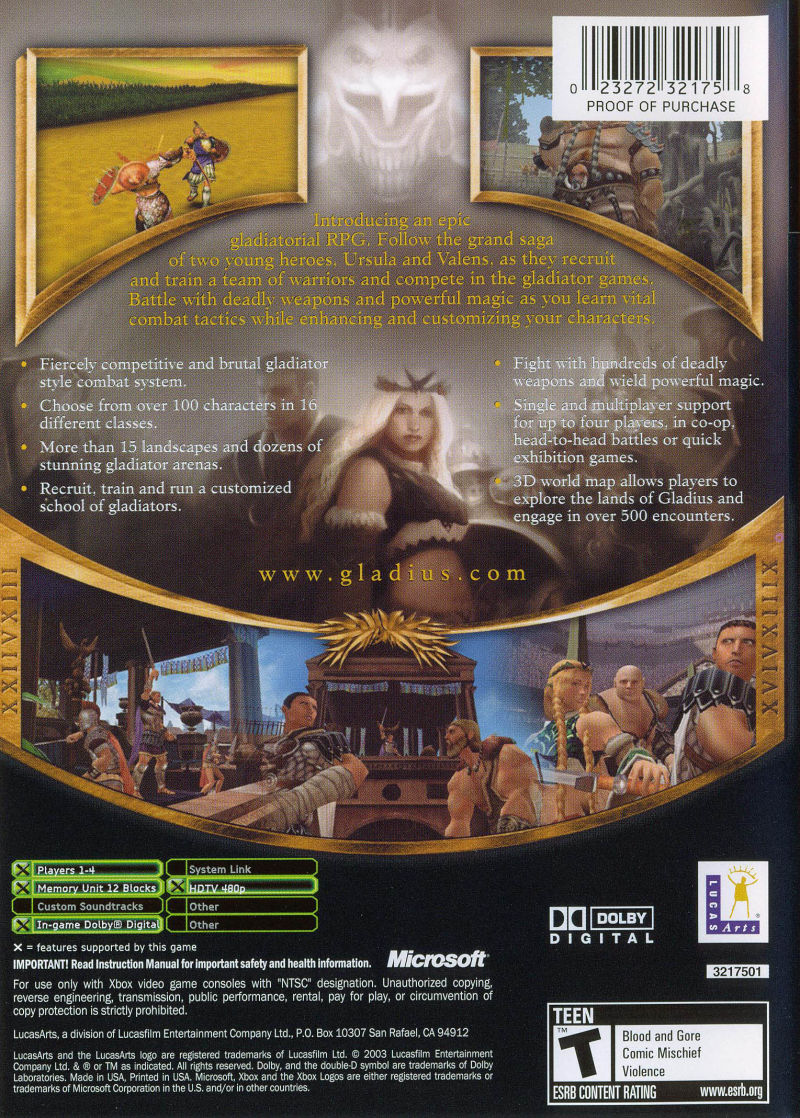 0 23272 32175 8
PROOF OF PURCHASE
Introducing an epic
gladiatorial RPG. Follow the grand saga
of two young heroes, Ursula and Valens, as they recruit
and train a team of warriors and compete in the gladiator games.
Battle with deadly weapons and powerful magic as you learn vital
combat tactics while enhancing and customizing your characters.
• Fiercely competitive and brutal gladiator
style combat system.
• Choose from over 100 characters in 16
different classes.
• More than 15 landscapes and dozens of
stunning gladiator arenas.
• Recruit, train and run a customized
school of gladiators.
• Fight with hundreds of deadly
weapons and wield powerful magic.
• Single and multiplayer support
for up to four players, in co-op,
head-to-head battles or quick
exhibition games.
• 3D world map allows players to
explore the lands of Gladius and
engage in over 500 encounters.
www.gladius.com
XXIIVXIII
XIIXVIX
X Players 1-4
X Memory Unit 12 Blocks
Custom Soundtracks
X In-game Dolby® Digital
System Link
X HDTV 480p
Other
Other
X = features supported by this game
IMPORTANT! Read Instruction Manual for important safety and health information.
Microsoft®
For use only with Xbox video game consoles with "NTSC" designation. Unauthorized copying,
reverse engineering, transmission, public performance, rental, pay for play, or circumvention of
copy protection is strictly prohibited.
LucasArts, a division of Lucasfilm Entertainment Company Ltd., P.O. Box 10307 San Rafael, CA 94912
LucasArts and the LucasArts logo are registered trademarks of Lucasfilm Ltd. © 2003 Lucasfilm Entertainment
Company Ltd. & ® or TM as indicated. All rights reserved. Dolby, and the double-D symbol are trademarks of Dolby
Laboratories. Made in USA, Printed in USA. Microsoft, Xbox and the Xbox Logos are either registered trademarks or
trademarks of Microsoft Corporation in the U.S. and/or in other countries.
DOLBY
DIGITAL
LUCAS
Arts
®
3217501
TEEN
T
TM
Blood and Gore
Comic Mischief
Violence
ESRB CONTENT RATING www.esrb.org